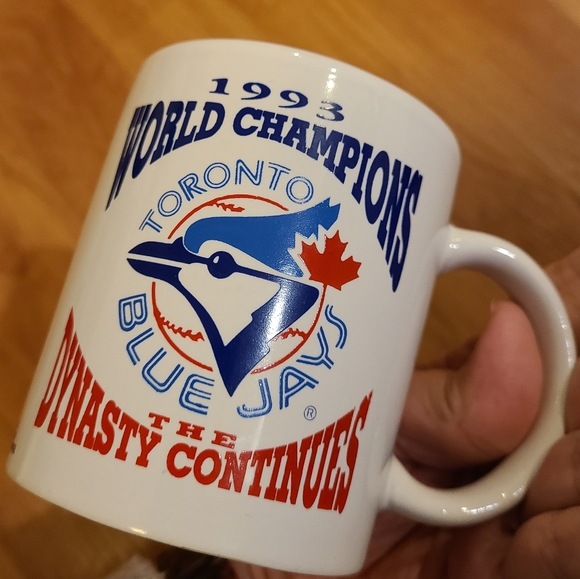 1993
WORLD CHAMPIONS
TORONTO
BLUE JAYS
®
THE
DYNASTY CONTINUES